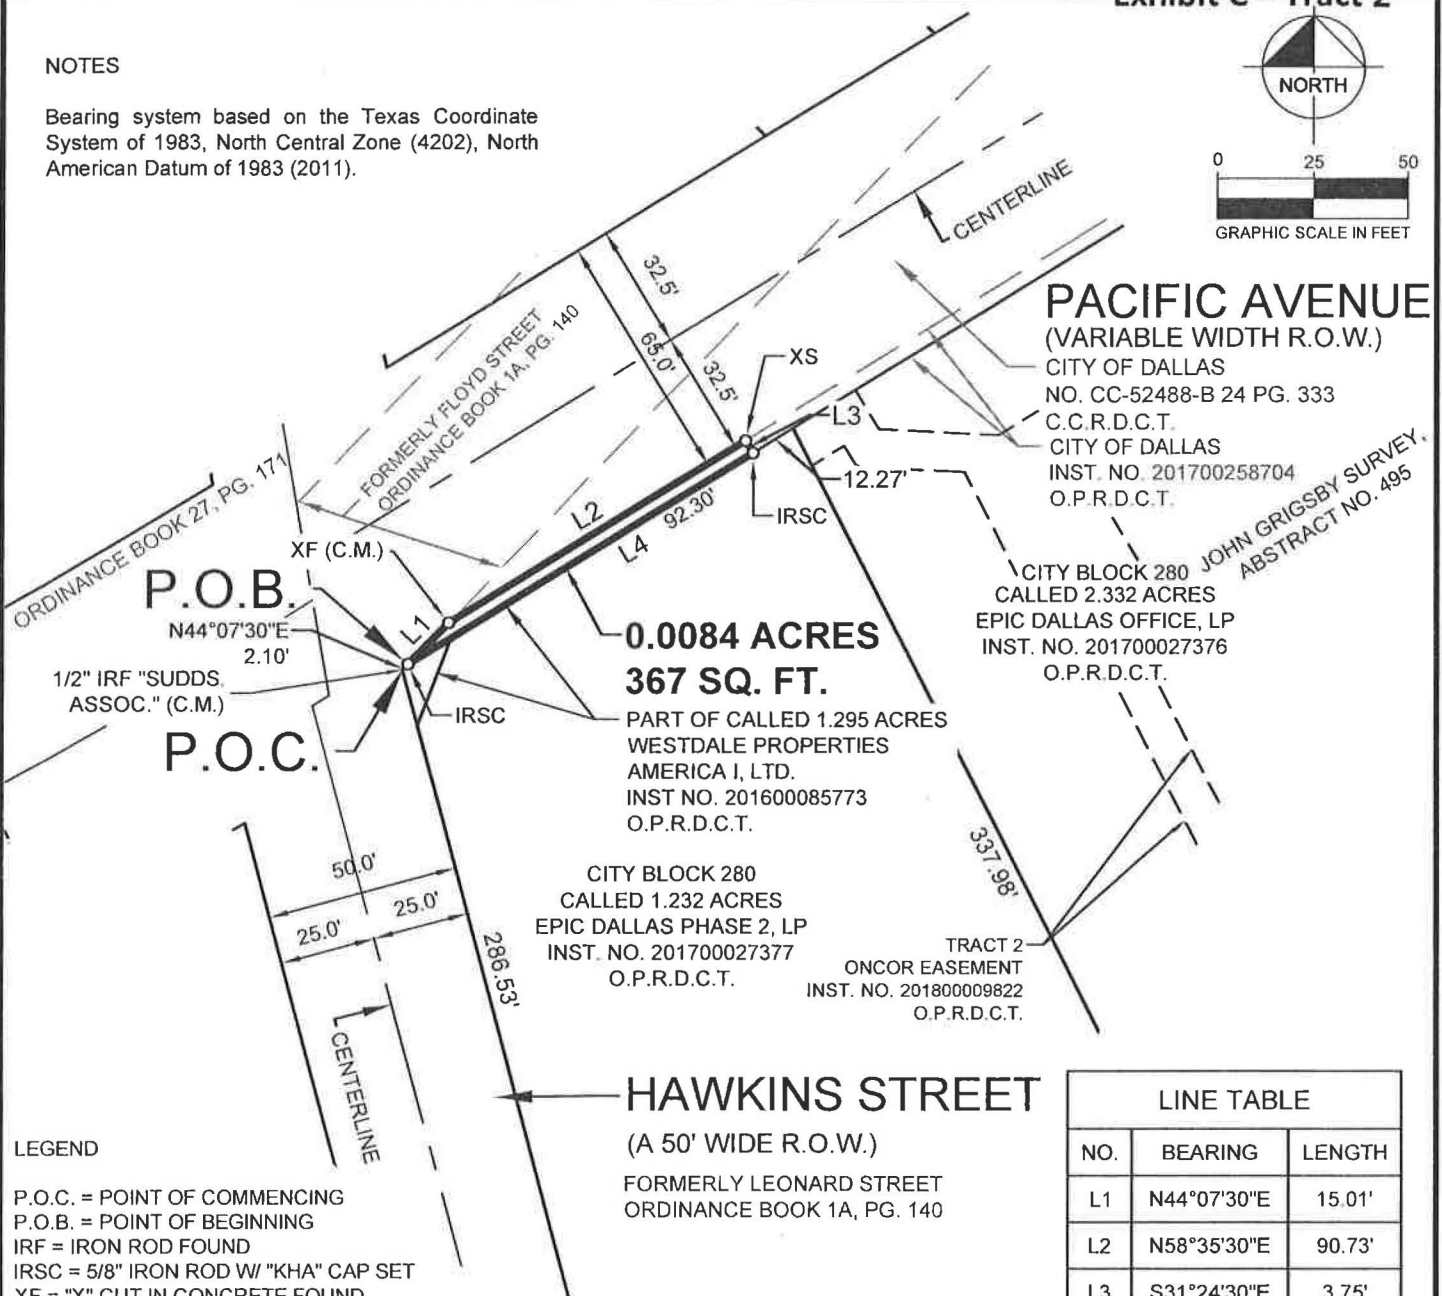 Exhibit C - Tract 2
NOTES
Bearing system based on the Texas Coordinate
System of 1983, North Central Zone (4202), North
American Datum of 1983 (2011).
NORTH
0 25 50
GRAPHIC SCALE IN FEET
CENTERLINE
32.5'
65.0'
32.5'
FORMERLY FLOYD STREET
ORDINANCE BOOK 1A, PG. 140
ORDINANCE BOOK 27, PG. 171
PACIFIC AVENUE
(VARIABLE WIDTH R.O.W.)
CITY OF DALLAS
NO. CC-52488-B 24 PG. 333
C.C.R.D.C.T.
CITY OF DALLAS
INST. NO. 201700258704
O.P.R.D.C.T.
JOHN GRIGSBY SURVEY,
ABSTRACT NO. 495
XS
L3
12.27'
IRSC
L2
92.30'
L4
XF (C.M.)
P.O.B.
L1
N44°07'30"E
2.10'
1/2" IRF "SUDDS.
ASSOC." (C.M.)
IRSC
P.O.C.
0.0084 ACRES
367 SQ. FT.
PART OF CALLED 1.295 ACRES
WESTDALE PROPERTIES
AMERICA I, LTD.
INST NO. 201600085773
O.P.R.D.C.T.
CITY BLOCK 280
CALLED 2.332 ACRES
EPIC DALLAS OFFICE, LP
INST. NO. 201700027376
O.P.R.D.C.T.
CITY BLOCK 280
CALLED 1.232 ACRES
EPIC DALLAS PHASE 2, LP
INST. NO. 201700027377
O.P.R.D.C.T.
337.98'
TRACT 2
ONCOR EASEMENT
INST. NO. 201800009822
O.P.R.D.C.T.
50.0'
25.0'
25.0'
286.53'
CENTERLINE
HAWKINS STREET
(A 50' WIDE R.O.W.)
FORMERLY LEONARD STREET
ORDINANCE BOOK 1A, PG. 140
LEGEND
P.O.C. = POINT OF COMMENCING
P.O.B. = POINT OF BEGINNING
IRF = IRON ROD FOUND
IRSC = 5/8" IRON ROD W/ "KHA" CAP SET
XF = "X" CUT IN CONCRETE FOUND
LINE TABLE
NO. BEARING LENGTH
L1 N44°07'30"E 15.01'
L2 N58°35'30"E 90.73'
L3 S31°24'30"E 3.75'